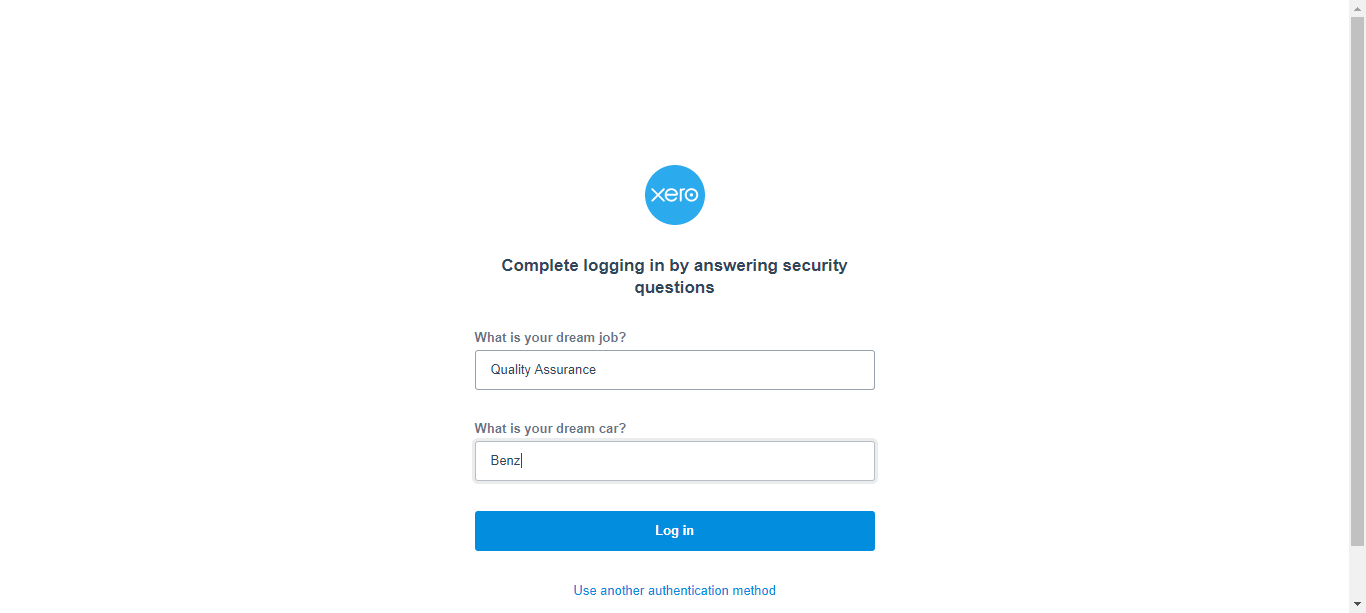 xero
Complete logging in by answering security
questions
What is your dream job?
Quality Assurance
What is your dream car?
Benz
Log in
Use another authentication method